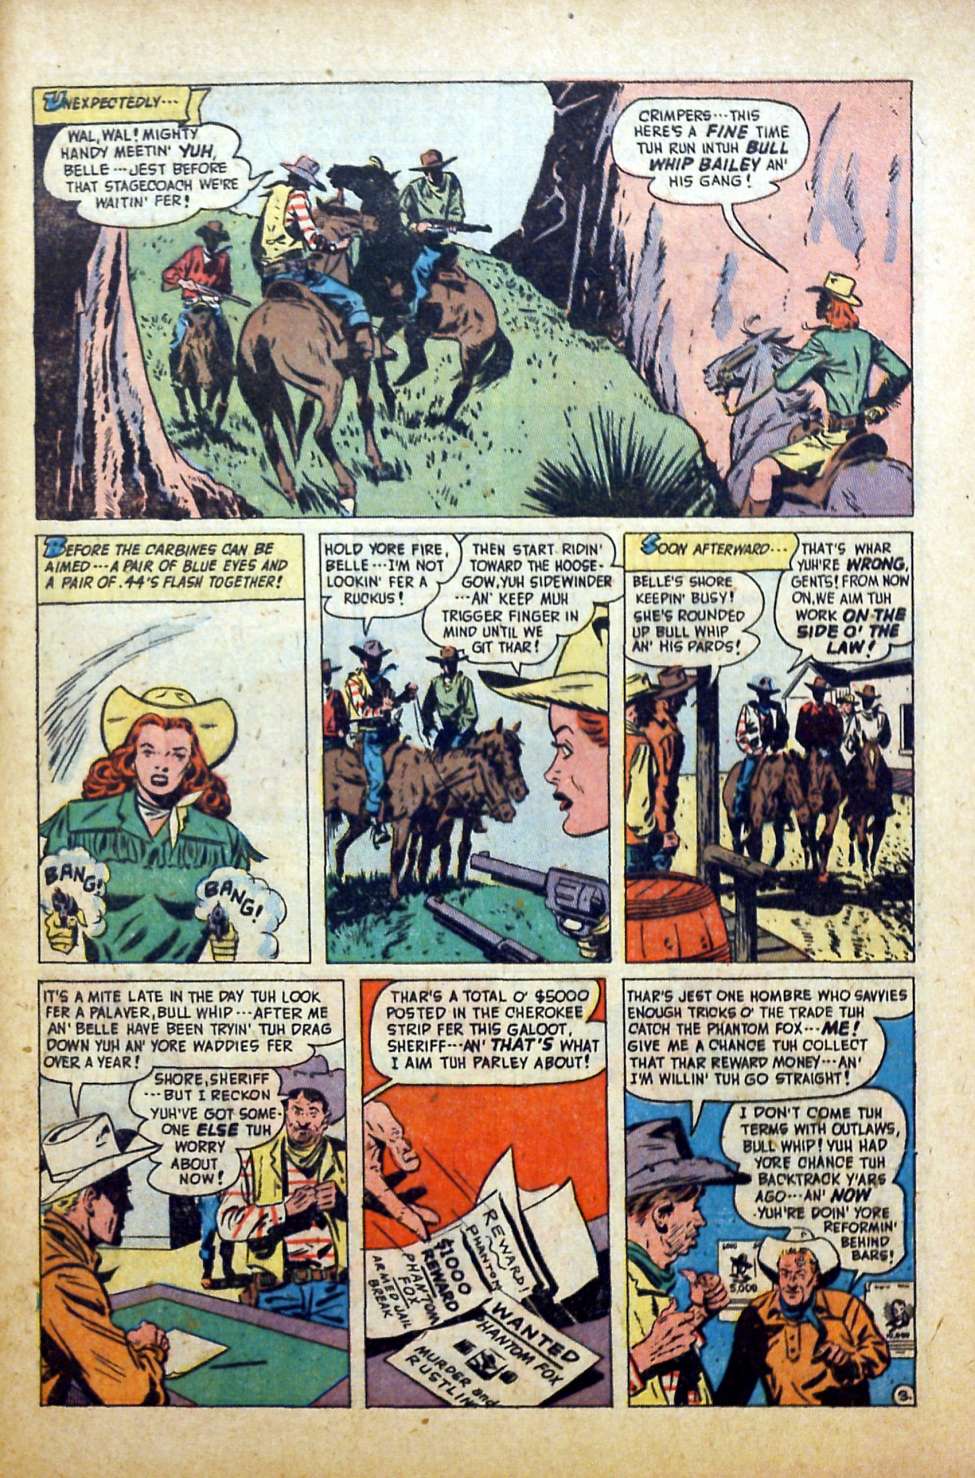 UNEXPECTEDLY---
WAL, WAL! MIGHTY
HANDY MEETIN' YUH,
BELLE---JEST BEFORE
THAT STAGECOACH WE'RE
WAITIN' FER!
CRIMPERS---THIS
HERE'S A FINE TIME
TUH RUN INTUH BULL
WHIP BAILEY AN'
HIS GANG!
BEFORE THE CARBINES CAN BE
AIMED---A PAIR OF BLUE EYES AND
A PAIR OF .44'S FLASH TOGETHER!
BANG!
BANG!
HOLD YORE FIRE,
BELLE---I'M NOT
LOOKIN' FER A
RUCKUS!
THEN START RIDIN'
TOWARD THE HOOSE-
GOW, YUH SIDEWINDER
---AN' KEEP MUH
TRIGGER FINGER IN
MIND UNTIL WE
GIT THAR!
SOON AFTERWARD---
BELLE'S SHORE
KEEPIN' BUSY!
SHE'S ROUNDED
UP BULL WHIP
AN' HIS PARDS!
THAT'S WHAR
YUH'RE WRONG,
GENTS! FROM NOW
ON, WE AIM TUH
WORK ON THE
SIDE O' THE
LAW!
IT'S A MITE LATE IN THE DAY TUH LOOK
FER A PALAVER, BULL WHIP---AFTER ME
AN' BELLE HAVE BEEN TRYIN' TUH DRAG
DOWN YUH AN' YORE WADDIES FER
OVER A YEAR!
SHORE, SHERIFF
---BUT I RECKON
YUH'VE GOT SOME-
ONE ELSE TUH
WORRY
ABOUT
NOW!
THAR'S A TOTAL O' $5000
POSTED IN THE CHEROKEE
STRIP FER THIS GALOOT,
SHERIFF---AN' THAT'S WHAT
I AIM TUH PARLEY ABOUT!
REWARD!
PHANTOM
$1000
REWARD
PHANTOM
FOX
ARMED JAIL
BREAK
WANTED
PHANTOM FOX
MURDER and
RUSTLIN
THAR'S JEST ONE HOMBRE WHO SAVVIES
ENOUGH TRICKS O' THE TRADE TUH
CATCH THE PHANTOM FOX---ME!
GIVE ME A CHANCE TUH COLLECT
THAT THAR REWARD MONEY---AN'
I'M WILLIN' TUH GO STRAIGHT!
I DON'T COME TUH
TERMS WITH OUTLAWS,
BULL WHIP! YUH HAD
YORE CHANCE TUH
BACKTRACK Y'ARS
AGO---AN' NOW
YUH'RE DOIN' YORE
REFORMIN'
BEHIND
BARS!
5,000
10,000